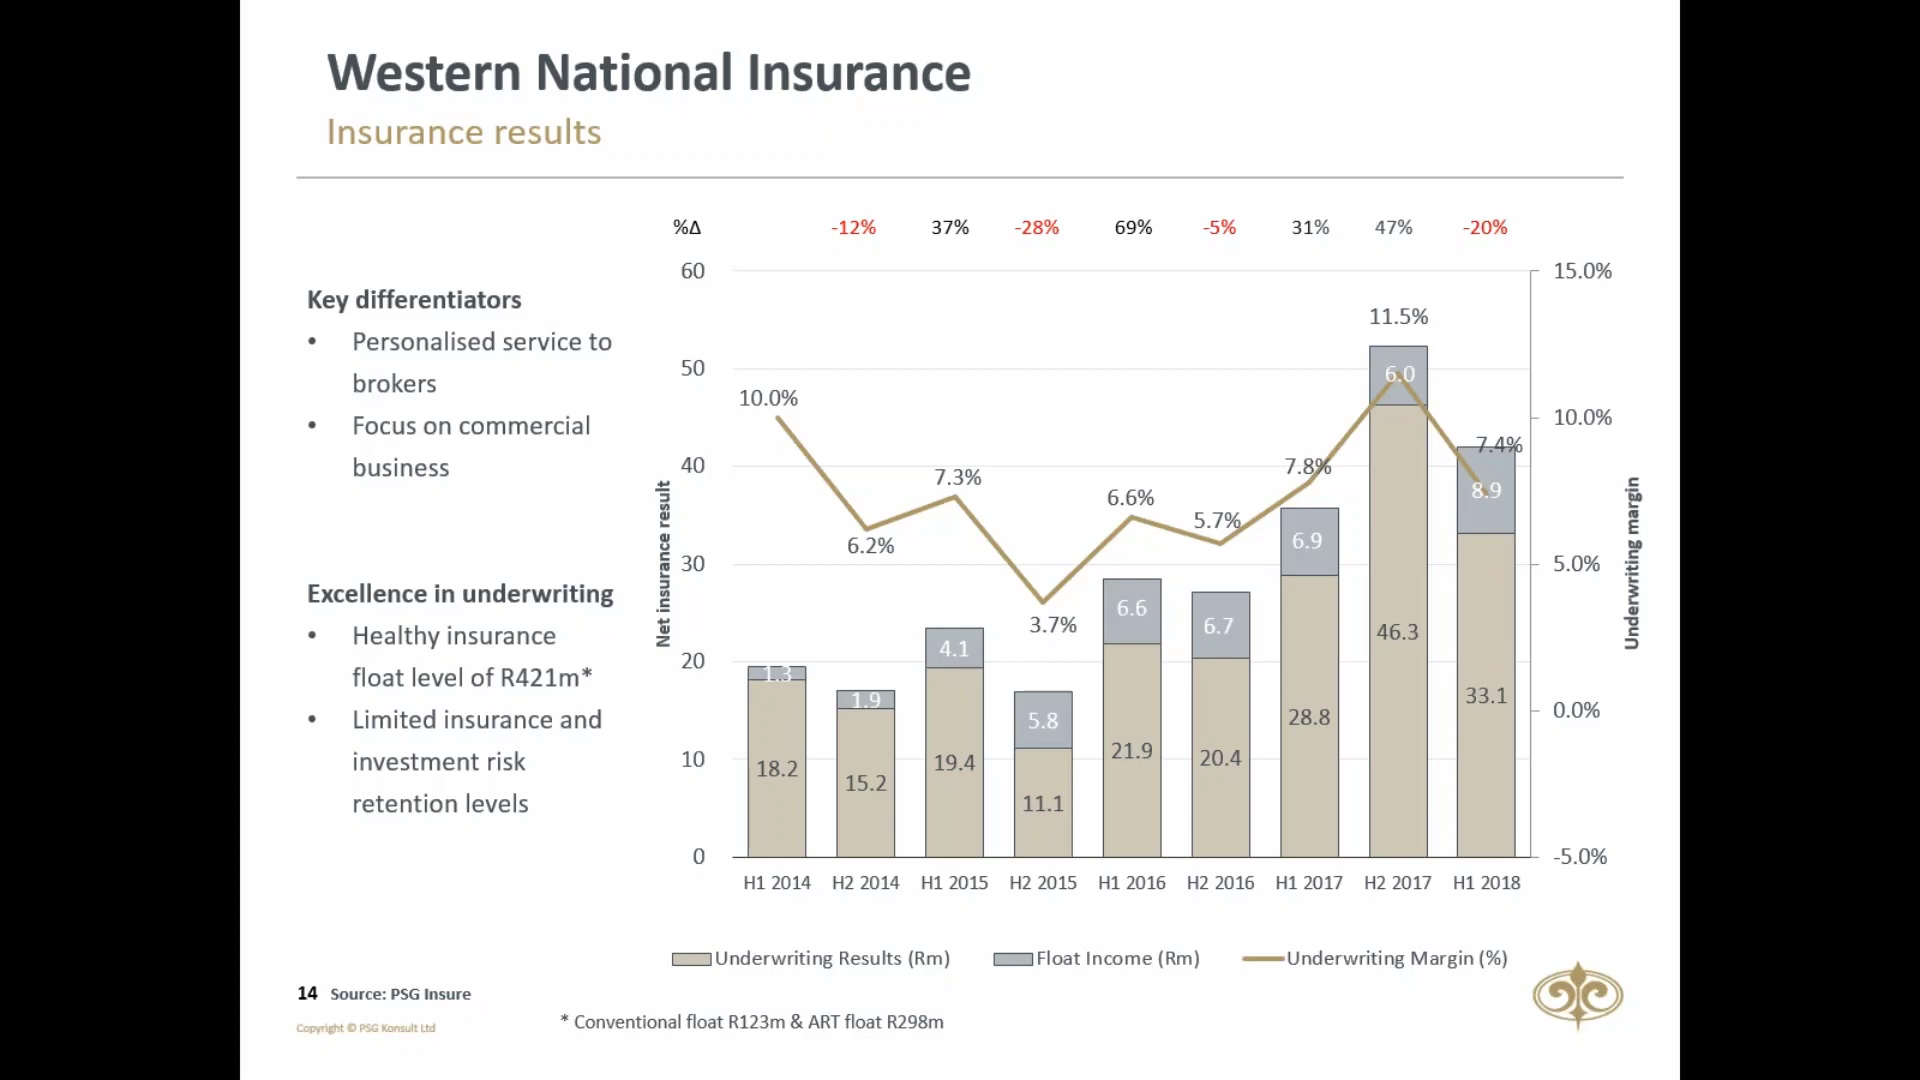 Western National Insurance
Insurance results
%Δ -12% 37% -28% 69% -5% 31% 47% -20%
Key differentiators
• Personalised service to
brokers
• Focus on commercial
business
Excellence in underwriting
• Healthy insurance
float level of R421m*
• Limited insurance and
investment risk
retention levels
Net insurance result
60
50
40
30
20
10
0
10.0%
6.2%
7.3%
3.7%
6.6%
5.7%
7.8%
11.5%
7.4%
1.3
1.9
4.1
5.8
6.6
6.7
6.9
6.0
8.9
18.2
15.2
19.4
11.1
21.9
20.4
28.8
46.3
33.1
15.0%
10.0%
5.0%
0.0%
-5.0%
Underwriting margin
H1 2014 H2 2014 H1 2015 H2 2015 H1 2016 H2 2016 H1 2017 H2 2017 H1 2018
Underwriting Results (Rm) Float Income (Rm) Underwriting Margin (%)
14 Source: PSG Insure
* Conventional float R123m & ART float R298m
Copyright © PSG Konsult Ltd